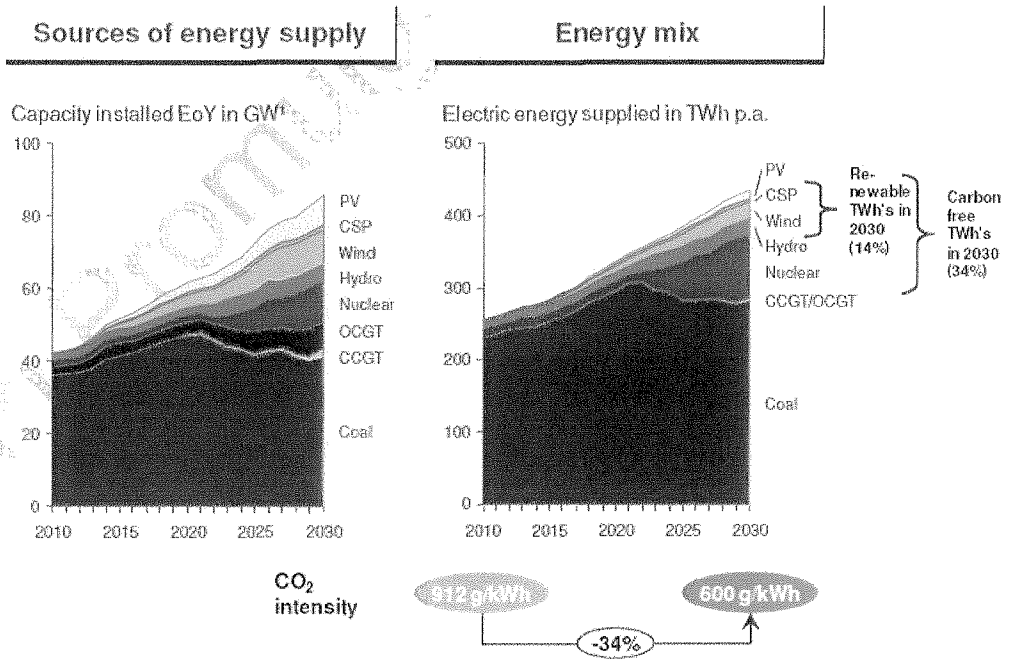 Sources of energy supply
Energy mix
Capacity installed EoY in GW¹
100
80
60
40
20
0
2010
2015
2020
2025
2030
PV
CSP
Wind
Hydro
Nuclear
OCGT
CCGT
Coal
Electric energy supplied in TWh p.a.
500
400
300
200
100
0
2010
2015
2020
2025
2030
PV
CSP
Wind
Hydro
Nuclear
CCGT/OCGT
Coal
Re-
newable
TWh's in
2030
(14%)
Carbon
free
TWh's
in 2030
(34%)
CO₂
intensity
912 g/kWh
600 g/kWh
-34%